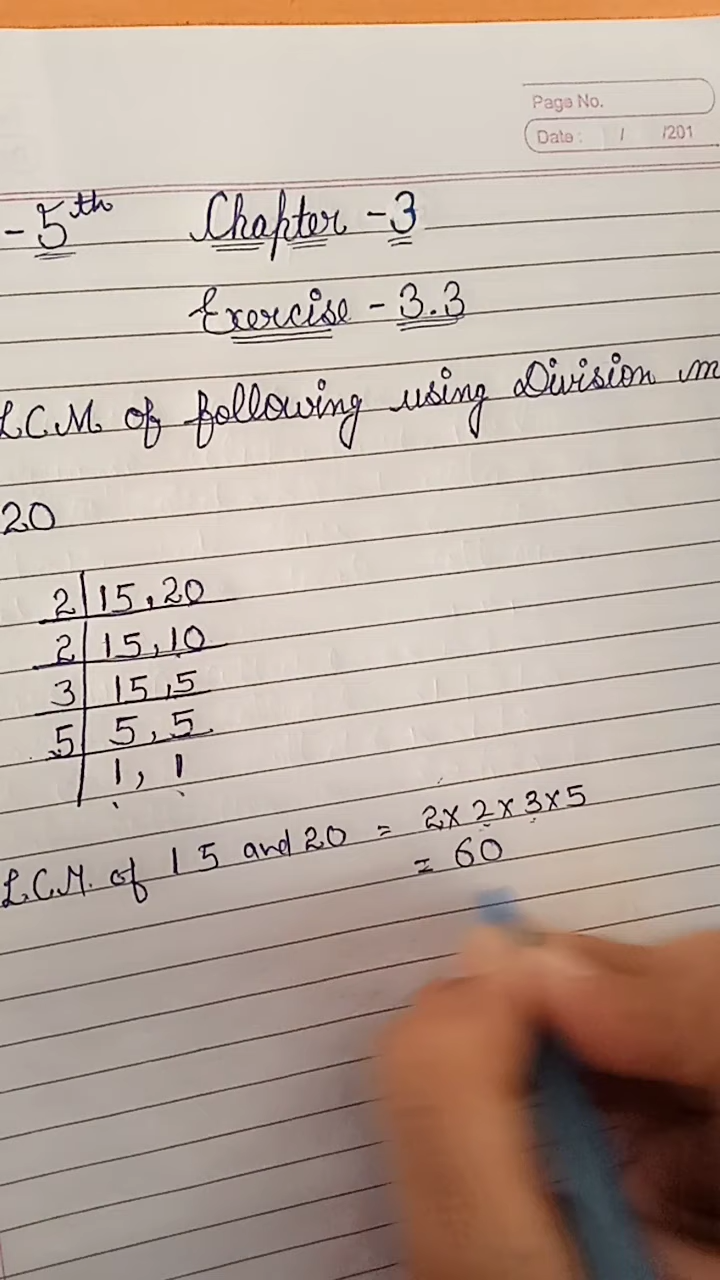 Page No.
Date: / /201
- 5th Chapter - 3
Exercise - 3.3
L.C.M. of following using Division m
20
2 | 15, 20
2 | 15, 10
3 | 15, 5
5 | 5, 5
| 1, 1
L.C.M. of 15 and 20 = 2 x 2 x 3 x 5
= 60